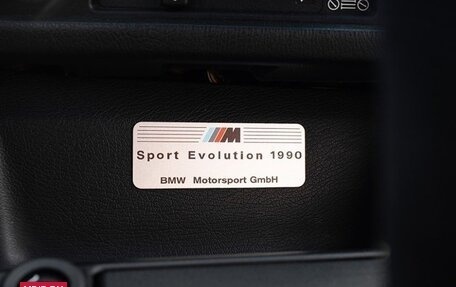 M
Sport Evolution 1990
BMW Motorsport GmbH